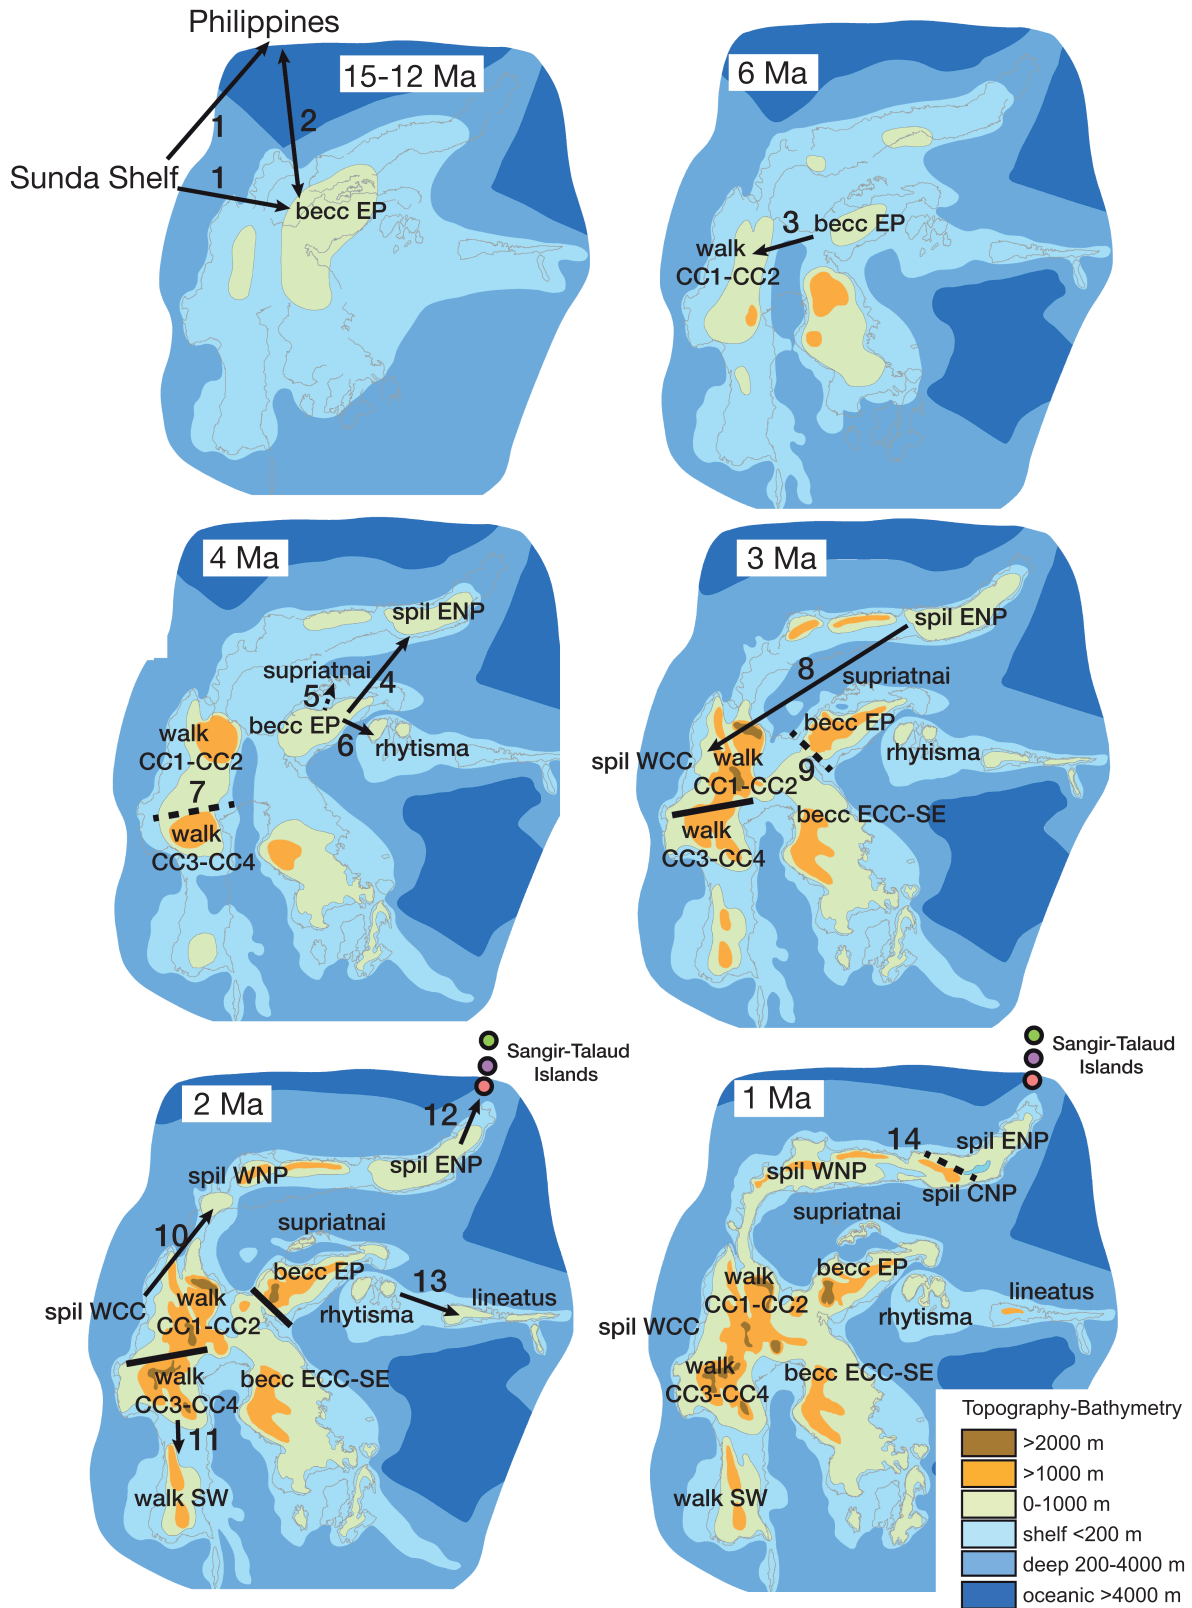 Philippines
15-12 Ma
1
2
Sunda Shelf
1
becc EP
6 Ma
3
becc EP
walk
CC1-CC2
4 Ma
spil ENP
supriatnai
5
4
becc EP
6
rhytisma
walk
CC1-CC2
7
walk
CC3-CC4
3 Ma
spil ENP
8
supriatnai
becc EP
rhytisma
spil WCC
walk
CC1-CC2
9
becc ECC-SE
walk
CC3-CC4
Sangir-Talaud
Islands
2 Ma
12
spil WNP
spil ENP
10
supriatnai
becc EP
13
lineatus
spil WCC
walk
CC1-CC2
rhytisma
walk
CC3-CC4
becc ECC-SE
11
walk SW
Sangir-Talaud
Islands
1 Ma
14
spil ENP
spil WNP
spil CNP
supriatnai
becc EP
walk
CC1-CC2
lineatus
rhytisma
spil WCC
walk
CC3-CC4
becc ECC-SE
walk SW
Topography-Bathymetry
>2000 m
>1000 m
0-1000 m
shelf <200 m
deep 200-4000 m
oceanic >4000 m